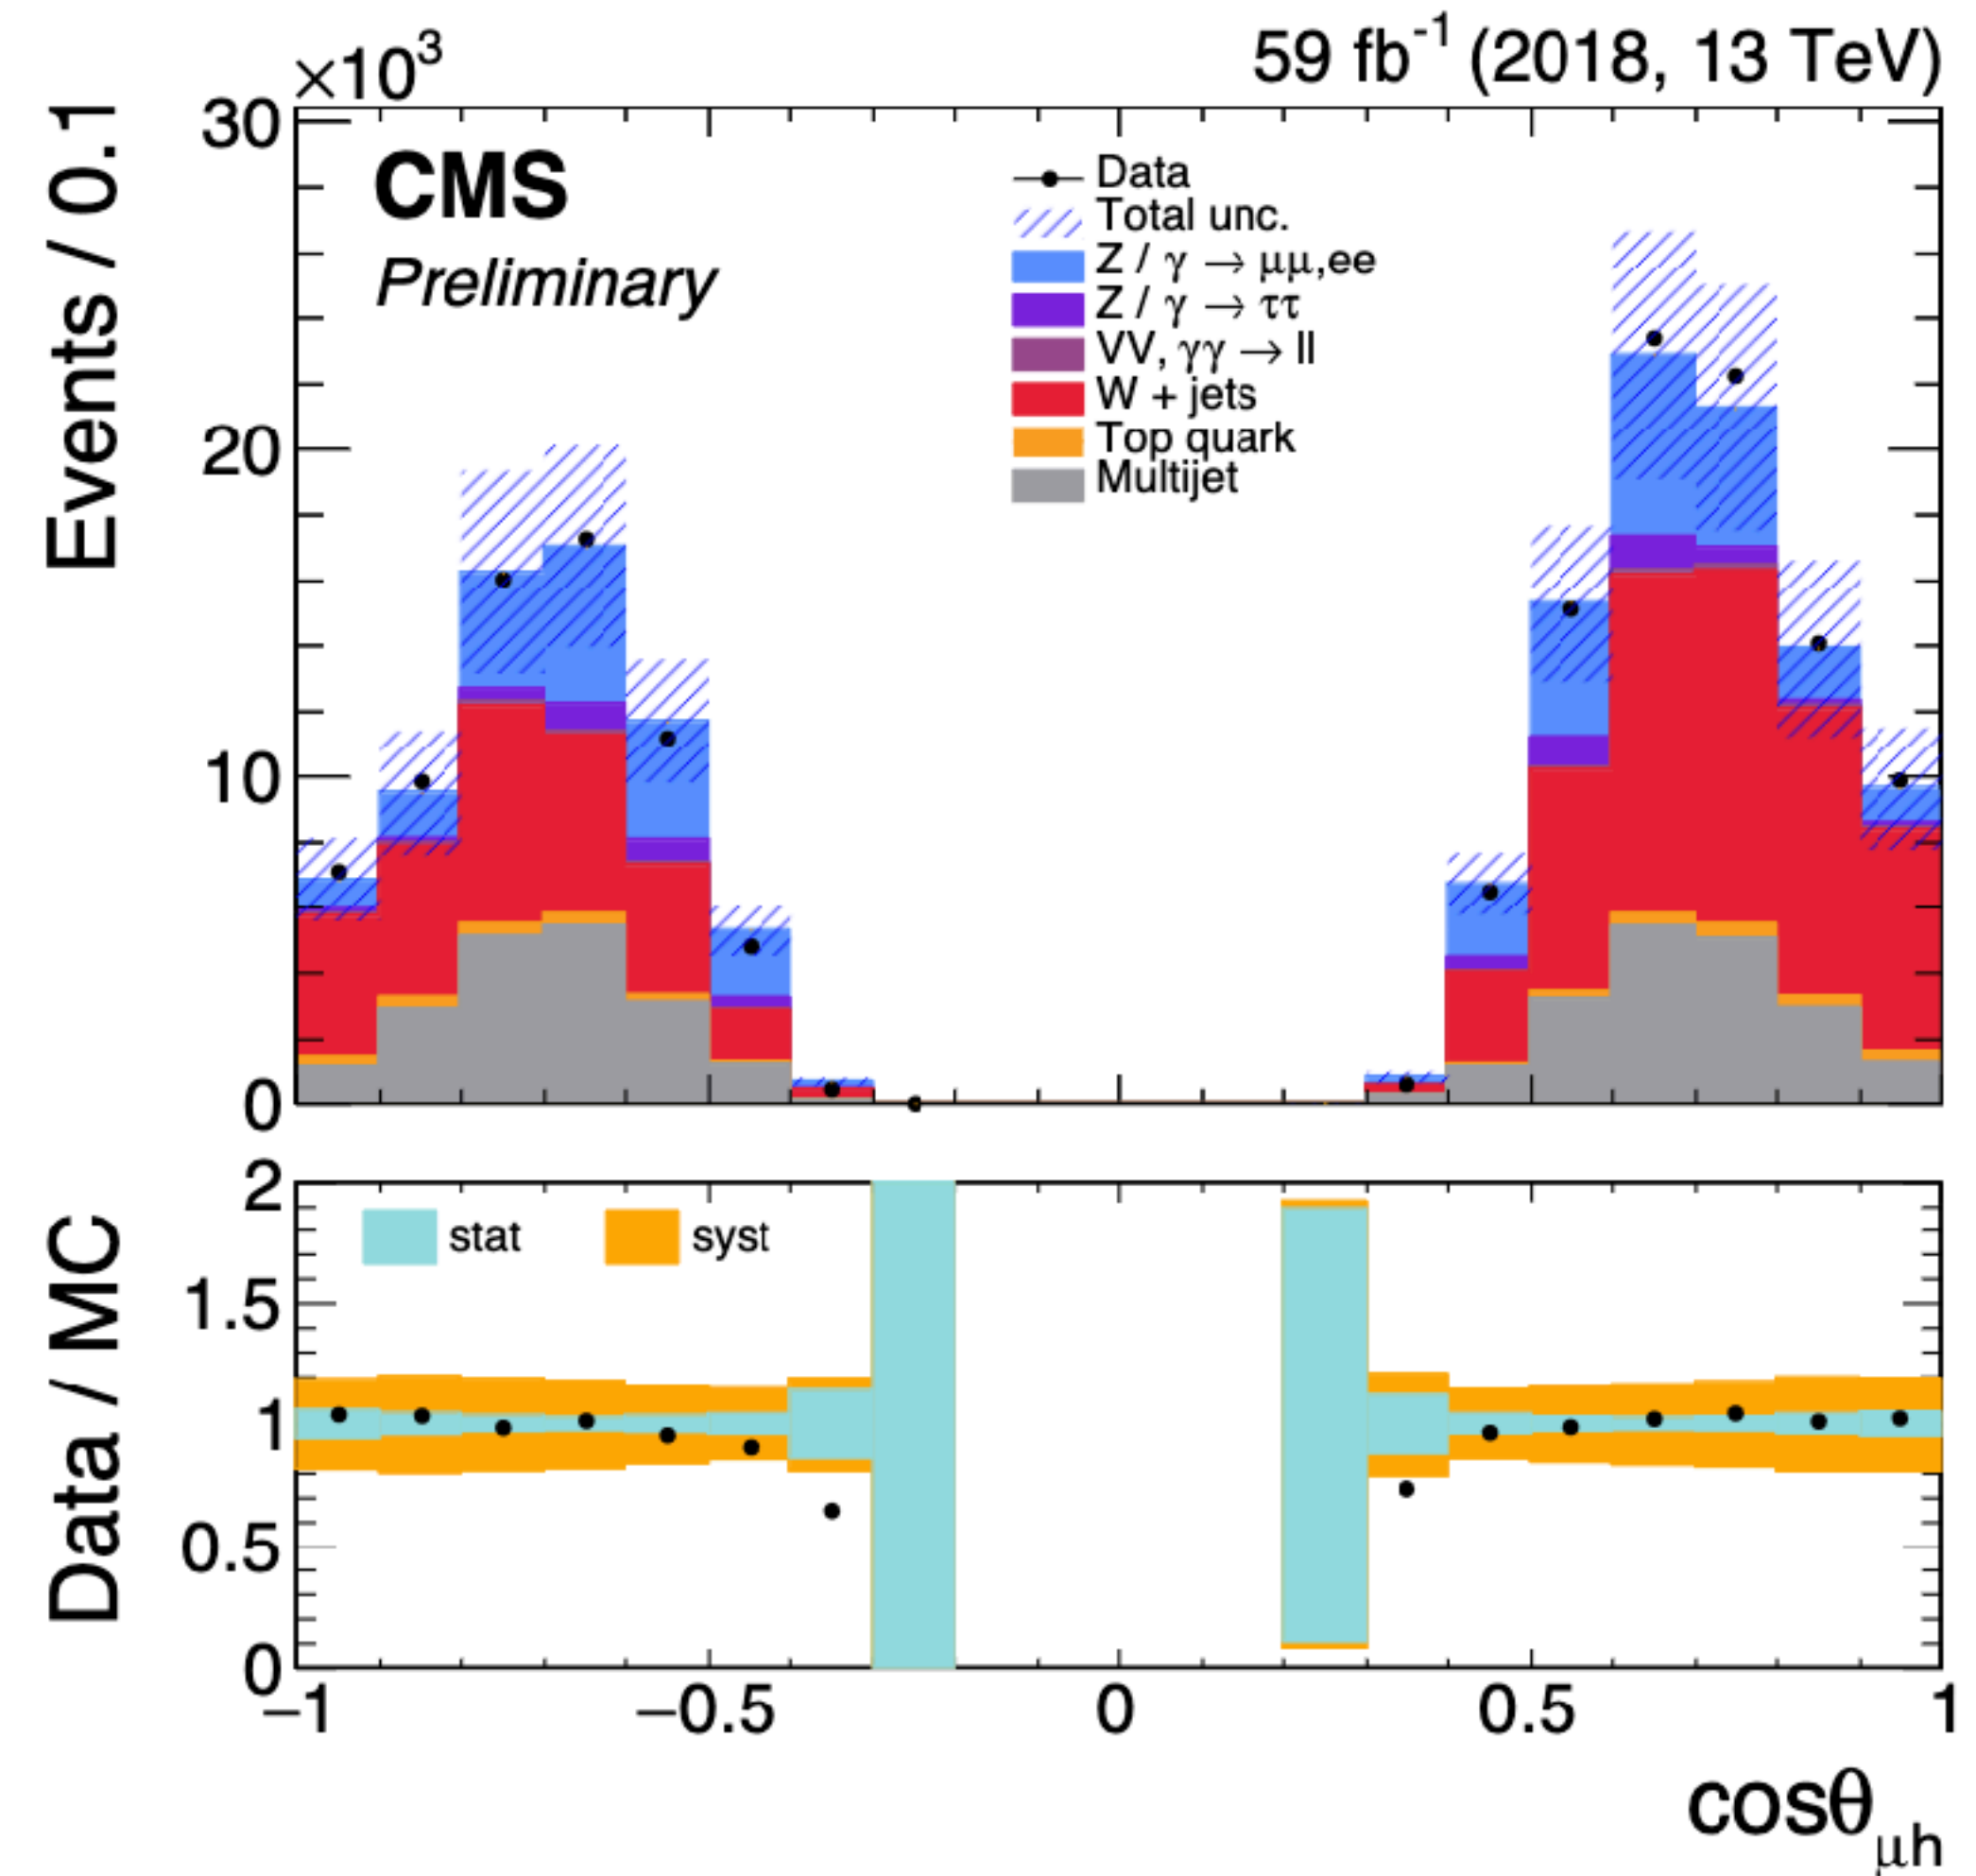 ×10³
59 fb⁻¹ (2018, 13 TeV)
Events / 0.1
30
20
10
0
CMS
Preliminary
Data
Total unc.
Z / γ → μμ,ee
Z / γ → ττ
VV, γγ → ll
W + jets
Top quark
Multijet
Data / MC
2
1.5
1
0.5
0
stat
syst
−1
−0.5
0
0.5
1
cosθμh